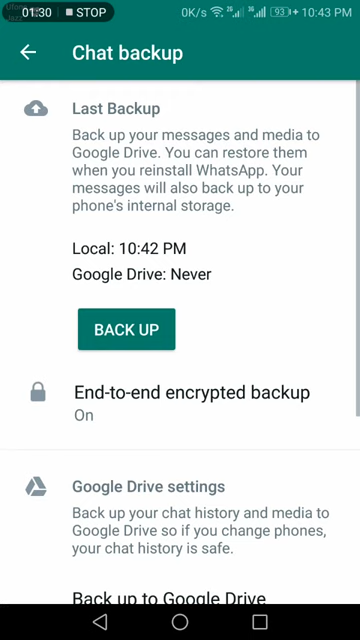 Ufone
Jazz
01:30 STOP
0K/s 2G 3G 93 10:43 PM
Chat backup
Last Backup
Back up your messages and media to
Google Drive. You can restore them
when you reinstall WhatsApp. Your
messages will also back up to your
phone's internal storage.
Local: 10:42 PM
Google Drive: Never
BACK UP
End-to-end encrypted backup
On
Google Drive settings
Back up your chat history and media to
Google Drive so if you change phones,
your chat history is safe.
Back up to Google Drive